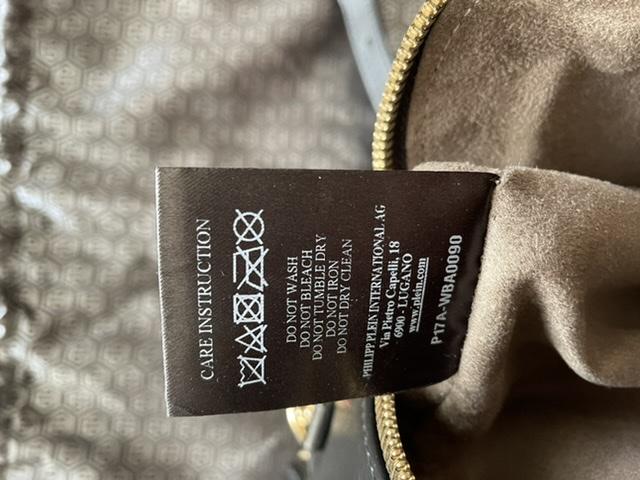 CARE INSTRUCTION
DO NOT WASH
DO NOT BLEACH
DO NOT TUMBLE DRY
DO NOT IRON
DO NOT DRY CLEAN
PHILIPP PLEIN INTERNATIONAL AG
Via Pietro Capelli, 18
6900 - LUGANO
www.plein.com
P17A-WBA0090